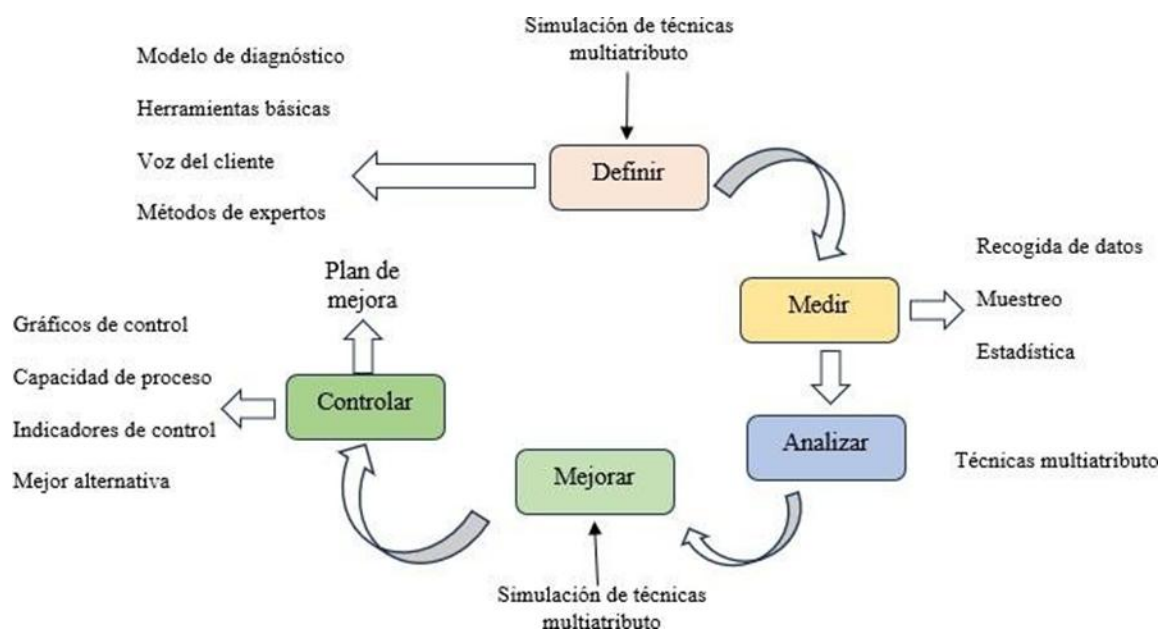 Simulación de técnicas
multiatributo
Modelo de diagnóstico
Herramientas básicas
Voz del cliente
Métodos de expertos
Definir
Recogida de datos
Muestreo
Estadística
Medir
Plan de
mejora
Gráficos de control
Capacidad de proceso
Indicadores de control
Mejor alternativa
Controlar
Analizar
Técnicas multiatributo
Mejorar
Simulación de técnicas
multiatributo